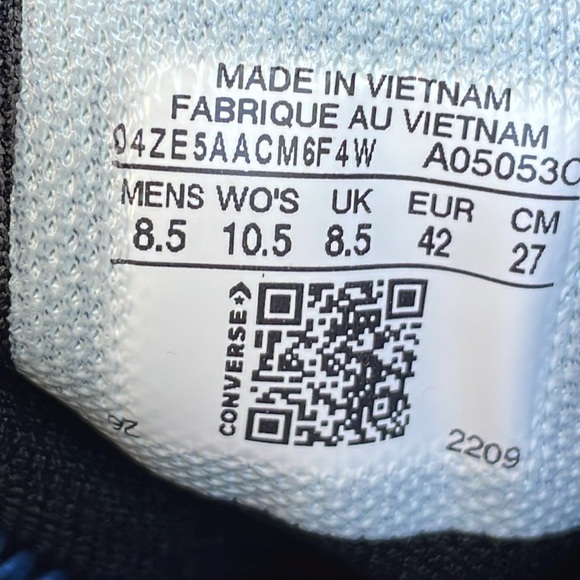 MADE IN VIETNAM
FABRIQUE AU VIETNAM
04ZE5AACM6F4W A05053C
MENS WO'S UK EUR CM
8.5 10.5 8.5 42 27
CONVERSE
26
2209